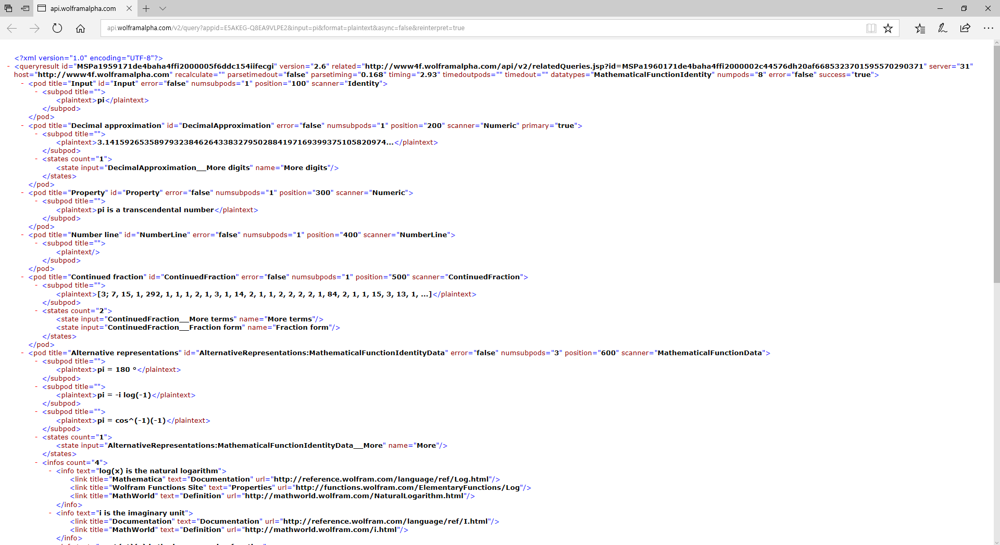 api.wolframalpha.com
api.wolframalpha.com/v2/query?appid=E5AKEG-Q8EA9VLPE2&input=pi&format=plaintext&async=false&reinterpret=true
<?xml version="1.0" encoding="UTF-8"?>
- <queryresult id="MSPa1959171de4baha4ffi2000005f6ddc154iifecgi" version="2.6" related="http://www4f.wolframalpha.com/api/v2/relatedQueries.jsp?id=MSPa1960171de4baha4ffi2000002c44576dh20af6685323701595570290371" server="31"
host="http://www4f.wolframalpha.com" recalculate="" parsetimedout="false" parsetiming="0.168" timing="2.93" timedoutpods="" timedout="" datatypes="MathematicalFunctionIdentity" numpods="8" error="false" success="true">
- <pod title="Input" id="Input" error="false" numsubpods="1" position="100" scanner="Identity">
- <subpod title="">
<plaintext>pi</plaintext>
</subpod>
</pod>
- <pod title="Decimal approximation" id="DecimalApproximation" error="false" numsubpods="1" position="200" scanner="Numeric" primary="true">
- <subpod title="">
<plaintext>3.1415926535897932384626433832795028841971693993751058209​74...</plaintext>
</subpod>
- <states count="1">
<state input="DecimalApproximation__More digits" name="More digits"/>
</states>
</pod>
- <pod title="Property" id="Property" error="false" numsubpods="1" position="300" scanner="Numeric">
- <subpod title="">
<plaintext>pi is a transcendental number</plaintext>
</subpod>
</pod>
- <pod title="Number line" id="NumberLine" error="false" numsubpods="1" position="400" scanner="NumberLine">
- <subpod title="">
<plaintext/>
</subpod>
</pod>
- <pod title="Continued fraction" id="ContinuedFraction" error="false" numsubpods="1" position="500" scanner="ContinuedFraction">
- <subpod title="">
<plaintext>[3; 7, 15, 1, 292, 1, 1, 1, 2, 1, 3, 1, 14, 2, 1, 1, 2, 2, 2, 2, 1, 84, 2, 1, 1, 15, 3, 13, 1, ...]</plaintext>
</subpod>
- <states count="2">
<state input="ContinuedFraction__More terms" name="More terms"/>
<state input="ContinuedFraction__Fraction form" name="Fraction form"/>
</states>
</pod>
- <pod title="Alternative representations" id="AlternativeRepresentations:MathematicalFunctionIdentityData" error="false" numsubpods="3" position="600" scanner="MathematicalFunctionData">
- <subpod title="">
<plaintext>pi = 180 °</plaintext>
</subpod>
- <subpod title="">
<plaintext>pi = -i log(-1)</plaintext>
</subpod>
- <subpod title="">
<plaintext>pi = cos^(-1)(-1)</plaintext>
</subpod>
- <states count="1">
<state input="AlternativeRepresentations:MathematicalFunctionIdentityData__More" name="More"/>
</states>
- <infos count="4">
- <info text="log(x) is the natural logarithm">
<link title="Mathematica" text="Documentation" url="http://reference.wolfram.com/language/ref/Log.html"/>
<link title="Wolfram Functions Site" text="Properties" url="http://functions.wolfram.com/ElementaryFunctions/Log"/>
<link title="MathWorld" text="Definition" url="http://mathworld.wolfram.com/NaturalLogarithm.html"/>
</info>
- <info text="i is the imaginary unit">
<link title="Documentation" text="Documentation" url="http://reference.wolfram.com/language/ref/I.html"/>
<link title="MathWorld" text="Definition" url="http://mathworld.wolfram.com/i.html"/>
</info>